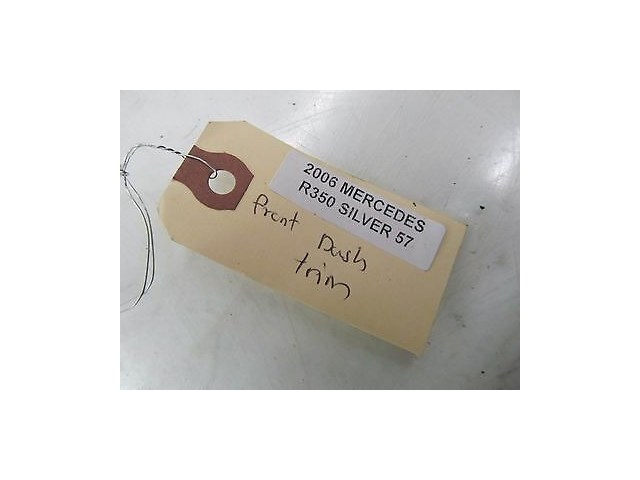 2006 MERCEDES
R350 SILVER 57
Front Dash
trim